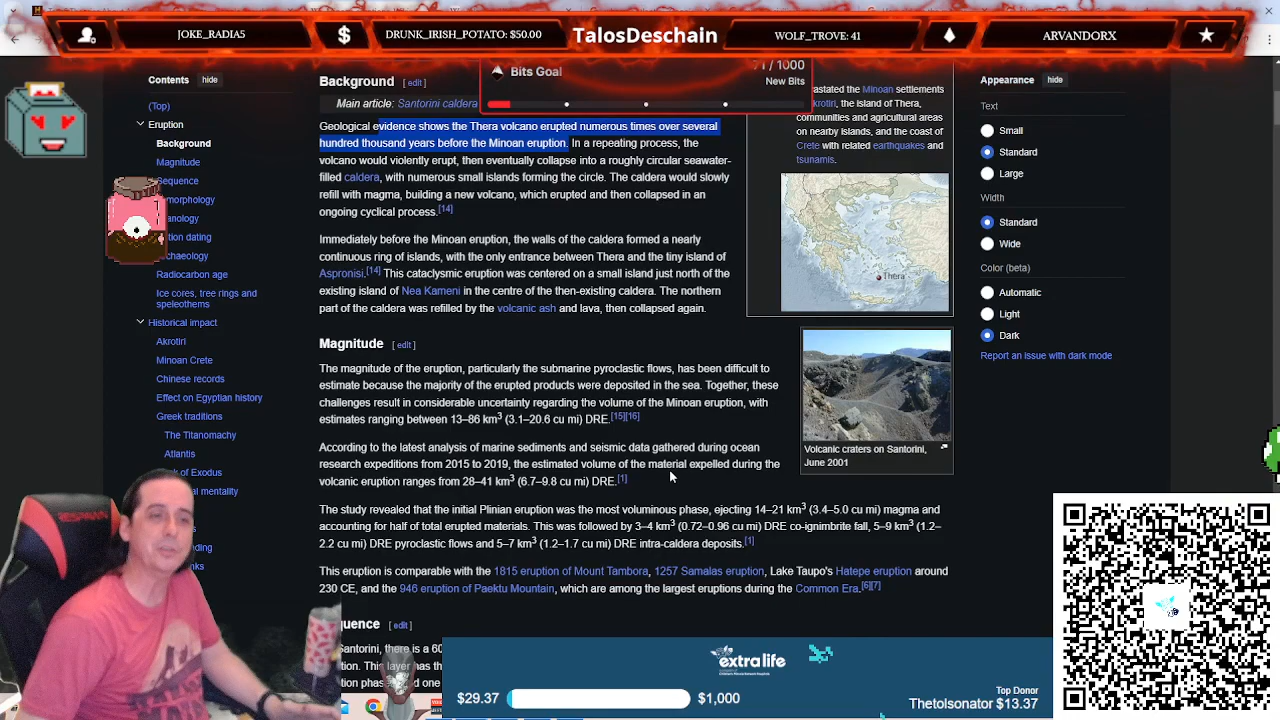 JOKE_RADIA5
$
DRUNK_IRISH_POTATO: $50.00
TalosDeschain
WOLF_TROVE: 41
ARVANDORX
Bits Goal
/ 1000
New Bits
Contents hide
(Top)
Eruption
Background
Magnitude
Sequence
Eruption dating
Archaeology
Radiocarbon age
Ice cores, tree rings and
speleothems
Historical impact
Akrotiri
Minoan Crete
Chinese records
Effect on Egyptian history
Greek traditions
The Titanomachy
Atlantis
of Exodus
Background [ edit ]
Main article: Santorini caldera
Geological evidence shows the Thera volcano erupted numerous times over several
hundred thousand years before the Minoan eruption. In a repeating process, the
volcano would violently erupt, then eventually collapse into a roughly circular seawater-
filled caldera, with numerous small islands forming the circle. The caldera would slowly
refill with magma, building a new volcano, which erupted and then collapsed in an
ongoing cyclical process.[14]
Immediately before the Minoan eruption, the walls of the caldera formed a nearly
continuous ring of islands, with the only entrance between Thera and the tiny island of
Aspronisi.[14] This cataclysmic eruption was centered on a small island just north of the
existing island of Nea Kameni in the centre of the then-existing caldera. The northern
part of the caldera was refilled by the volcanic ash and lava, then collapsed again.
Magnitude [ edit ]
The magnitude of the eruption, particularly the submarine pyroclastic flows, has been difficult to
estimate because the majority of the erupted products were deposited in the sea. Together, these
challenges result in considerable uncertainty regarding the volume of the Minoan eruption, with
estimates ranging between 13–86 km3 (3.1–20.6 cu mi) DRE.[15][16]
According to the latest analysis of marine sediments and seismic data gathered during ocean
research expeditions from 2015 to 2019, the estimated volume of the material expelled during the
volcanic eruption ranges from 28–41 km3 (6.7–9.8 cu mi) DRE.[1]
The study revealed that the initial Plinian eruption was the most voluminous phase, ejecting 14–21 km3 (3.4–5.0 cu mi) magma and
accounting for half of total erupted materials. This was followed by 3–4 km3 (0.72–0.96 cu mi) DRE co-ignimbrite fall, 5–9 km3 (1.2–
2.2 cu mi) DRE pyroclastic flows and 5–7 km3 (1.2–1.7 cu mi) DRE intra-caldera deposits.[1]
This eruption is comparable with the 1815 eruption of Mount Tambora, 1257 Samalas eruption, Lake Taupo's Hatepe eruption around
230 CE, and the 946 eruption of Paektu Mountain, which are among the largest eruptions during the Common Era.[6][7]
[ edit ]
Santorini, there is a
astated the Minoan settlements
krotiri, the island of Thera,
communities and agricultural areas
on nearby islands, and the coast of
Crete with related earthquakes and
tsunamis.
Thera
Volcanic craters on Santorini,
June 2001
Appearance hide
Text
Small
Standard
Large
Width
Standard
Wide
Color (beta)
Automatic
Light
Dark
Report an issue with dark mode
extralife
$29.37
$1,000
Top Donor
Thetolsonator $13.37